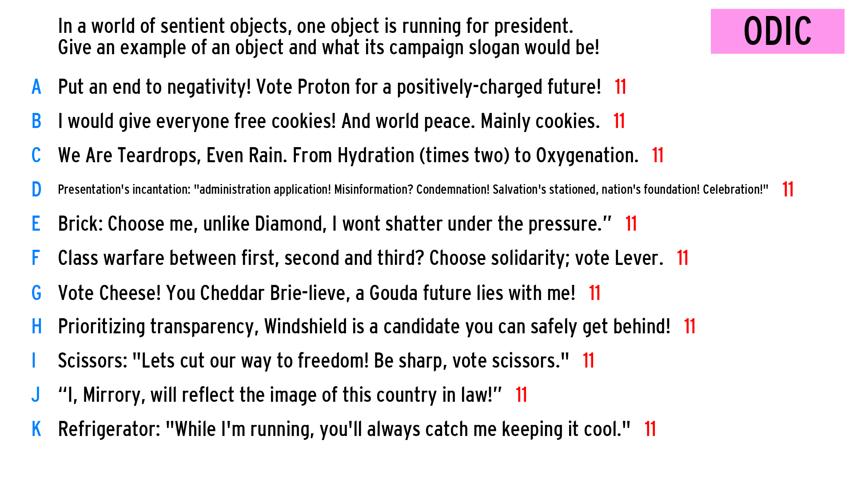 In a world of sentient objects, one object is running for president.
Give an example of an object and what its campaign slogan would be!
ODIC
A Put an end to negativity! Vote Proton for a positively-charged future! 11
B I would give everyone free cookies! And world peace. Mainly cookies. 11
C We Are Teardrops, Even Rain. From Hydration (times two) to Oxygenation. 11
D Presentation's incantation: "administration application! Misinformation? Condemnation! Salvation's stationed, nation's foundation! Celebration!" 11
E Brick: Choose me, unlike Diamond, I wont shatter under the pressure.” 11
F Class warfare between first, second and third? Choose solidarity; vote Lever. 11
G Vote Cheese! You Cheddar Brie-lieve, a Gouda future lies with me! 11
H Prioritizing transparency, Windshield is a candidate you can safely get behind! 11
I Scissors: "Lets cut our way to freedom! Be sharp, vote scissors." 11
J “I, Mirrory, will reflect the image of this country in law!” 11
K Refrigerator: "While I'm running, you'll always catch me keeping it cool." 11